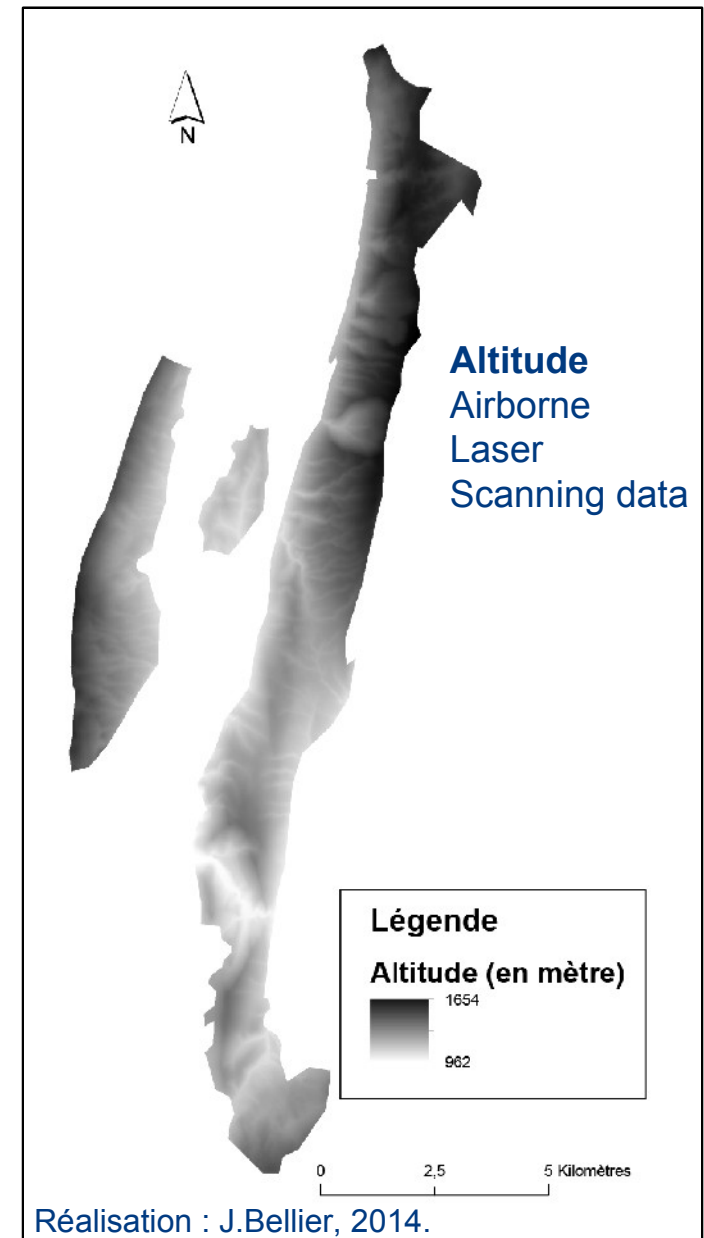 N
Altitude
Airborne
Laser
Scanning data
Légende
Altitude (en mètre)
1654
962
0 2,5 5 Kilomètres
Réalisation : J.Bellier, 2014.